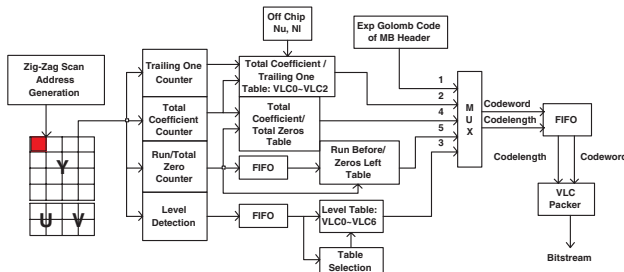 Zig-Zag Scan
Address
Generation
Y
U V
Trailing One
Counter
Total
Coefficient
Counter
Run/Total
Zero Counter
Level
Detection
Off Chip
Nu, Nl
Total Coefficient /
Trailing One
Table: VLC0~VLC2
Total
Coefficient/
Total Zeros
Table
FIFO
Run Before/
Zeros Left
Table
FIFO
Level Table:
VLC0~VLC6
Table
Selection
Exp Golomb Code
of MB Header
1
2
4
5
3
MUX
Codeword
Codelength
FIFO
Codelength
Codeword
VLC
Packer
Bitstream